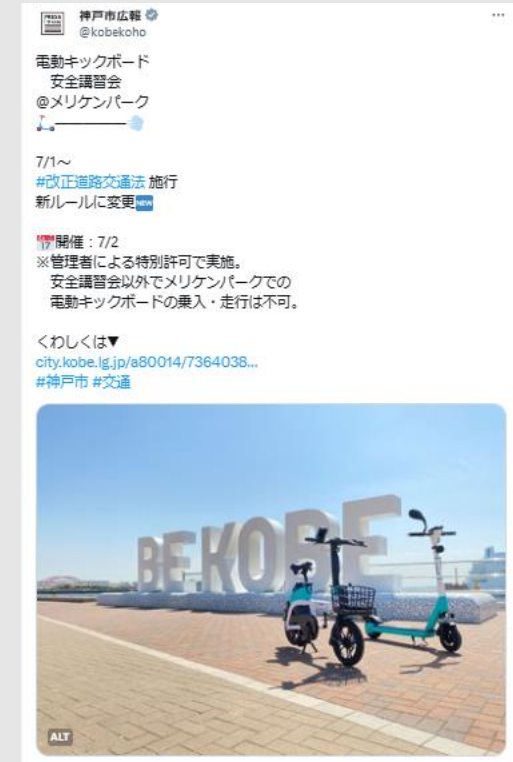 神戸市広報
@kobekoho
電動キックボード
安全講習会
@メリケンパーク
7/1～
#改正道路交通法 施行
新ルールに変更🆕
📅開催：7/2
※管理者による特別許可で実施。
安全講習会以外でメリケンパークでの
電動キックボードの乗入・走行は不可。
くわしくは▼
city.kobe.lg.jp/a80014/7364038...
#神戸市 #交通
BE KOBE
ALT